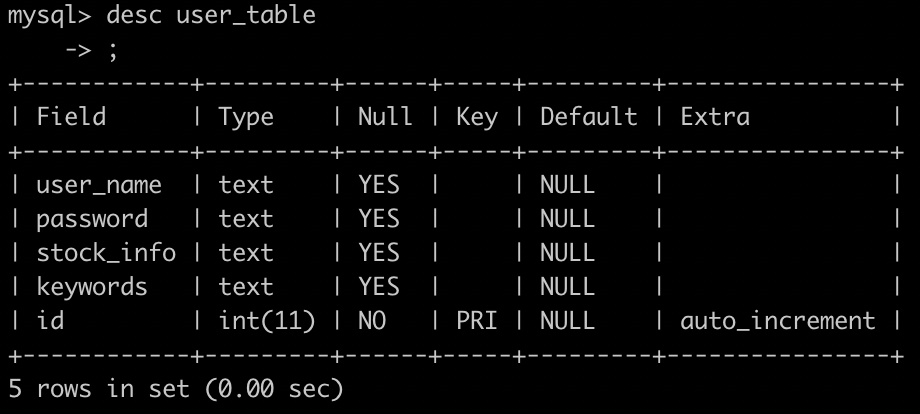 mysql> desc user_table
    -> ;
+------------+---------+------+-----+---------+----------------+
| Field      | Type    | Null | Key | Default | Extra          |
+------------+---------+------+-----+---------+----------------+
| user_name  | text    | YES  |     | NULL    |                |
| password   | text    | YES  |     | NULL    |                |
| stock_info | text    | YES  |     | NULL    |                |
| keywords   | text    | YES  |     | NULL    |                |
| id         | int(11) | NO   | PRI | NULL    | auto_increment |
+------------+---------+------+-----+---------+----------------+
5 rows in set (0.00 sec)